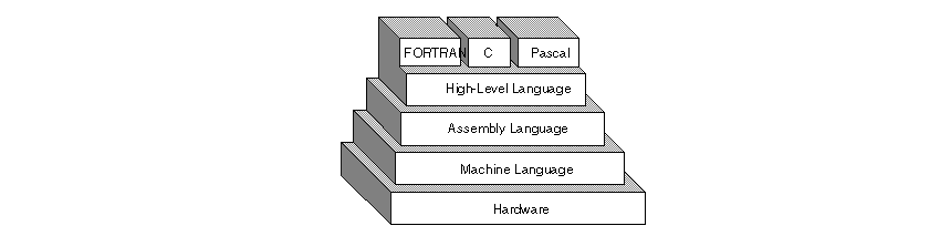 FORTRAN C Pascal
High-Level Language
Assembly Language
Machine Language
Hardware